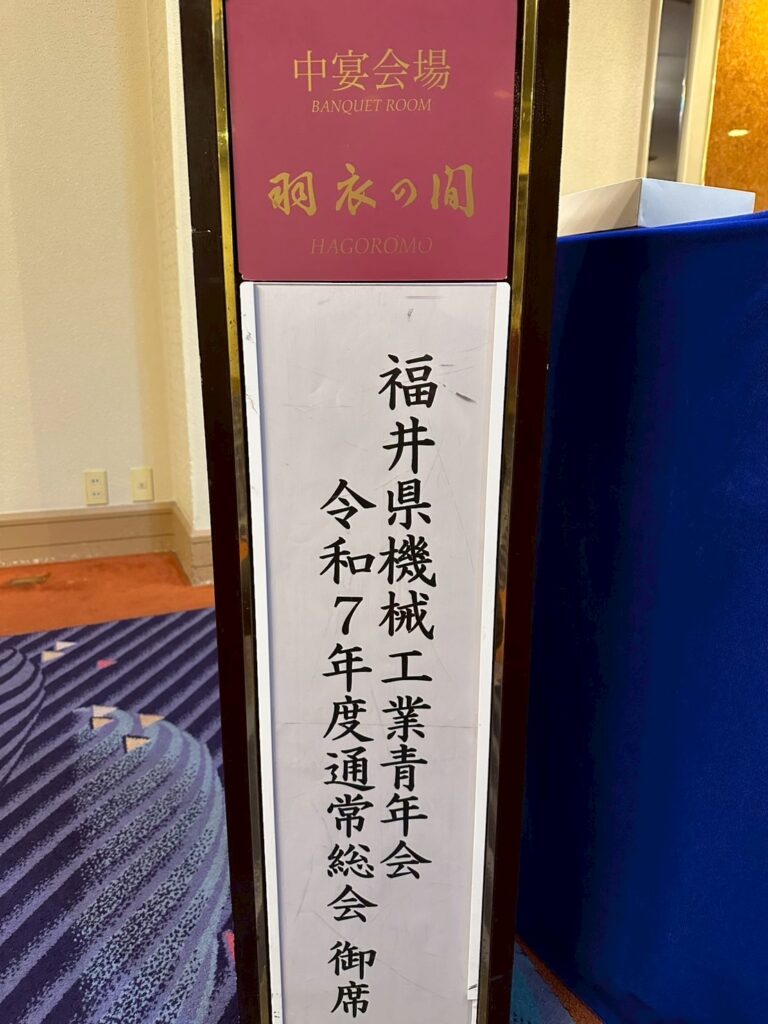 中宴会場
BANQUET ROOM
羽衣の間
HAGOROMO
福井県機械工業青年会
令和7年度通常総会 御席